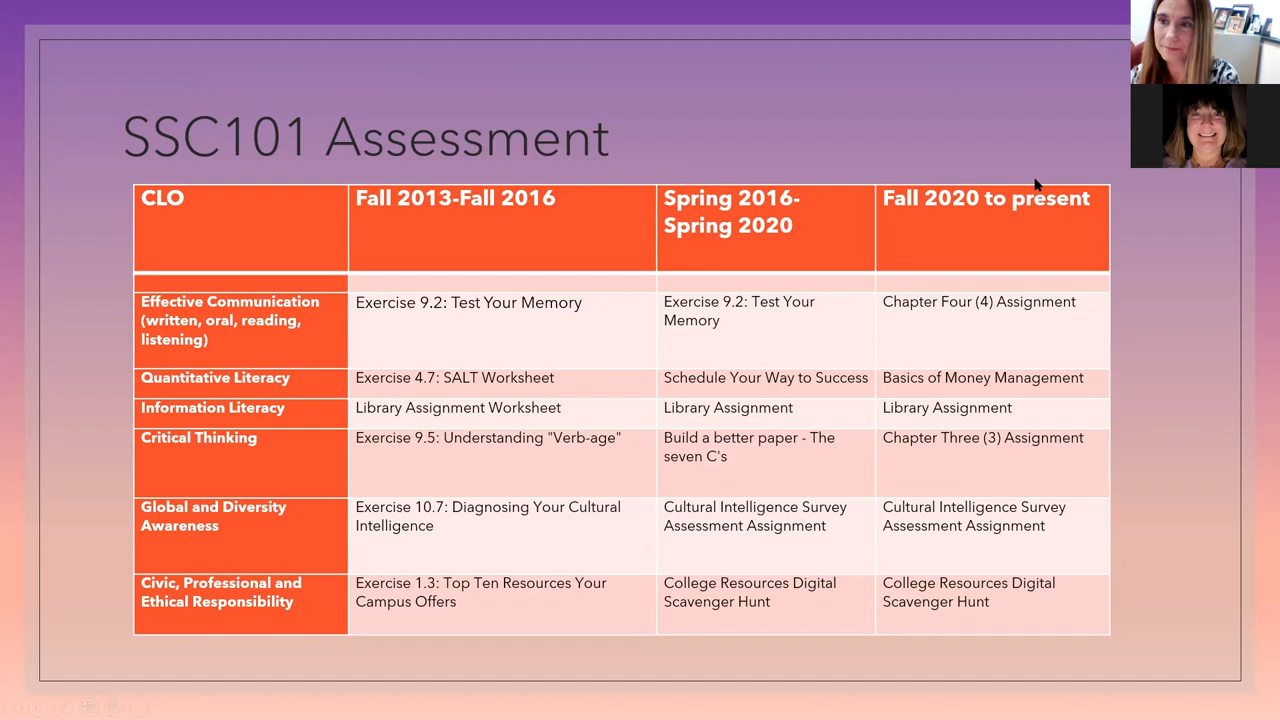 SSC101 Assessment
CLO
Fall 2013-Fall 2016
Spring 2016-
Spring 2020
Fall 2020 to present
Effective Communication
(written, oral, reading,
listening)
Exercise 9.2: Test Your Memory
Exercise 9.2: Test Your
Memory
Chapter Four (4) Assignment
Quantitative Literacy
Exercise 4.7: SALT Worksheet
Schedule Your Way to Success
Basics of Money Management
Information Literacy
Library Assignment Worksheet
Library Assignment
Library Assignment
Critical Thinking
Exercise 9.5: Understanding "Verb-age"
Build a better paper - The
seven C's
Chapter Three (3) Assignment
Global and Diversity
Awareness
Exercise 10.7: Diagnosing Your Cultural
Intelligence
Cultural Intelligence Survey
Assessment Assignment
Cultural Intelligence Survey
Assessment Assignment
Civic, Professional and
Ethical Responsibility
Exercise 1.3: Top Ten Resources Your
Campus Offers
College Resources Digital
Scavenger Hunt
College Resources Digital
Scavenger Hunt